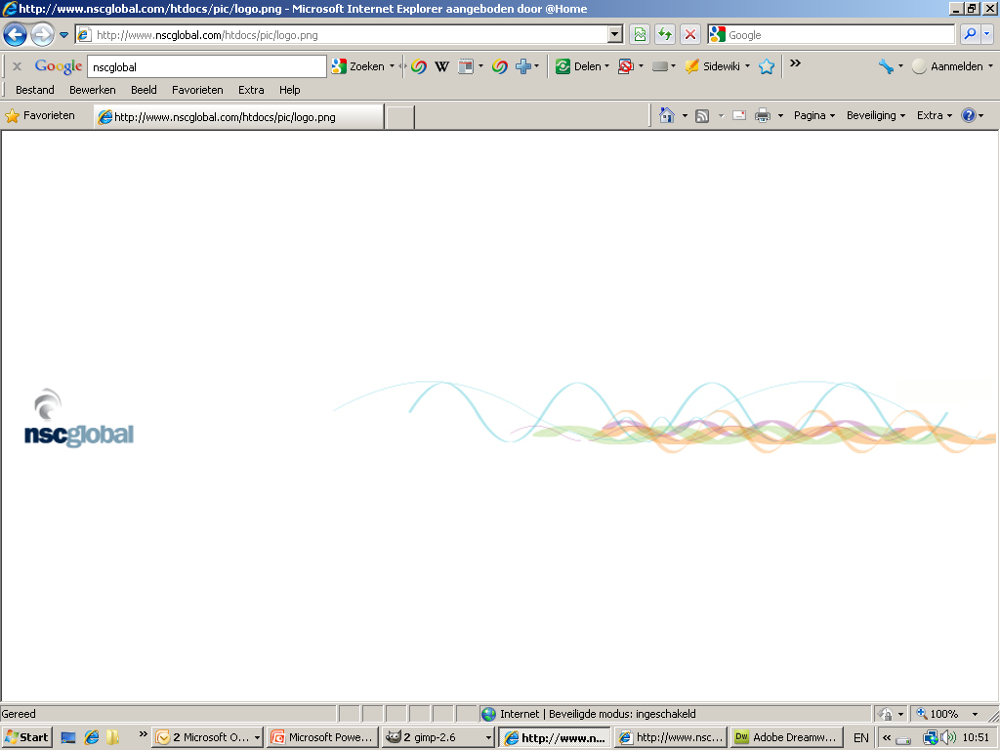 http://www.nscglobal.com/htdocs/pic/logo.png - Microsoft Internet Explorer aangeboden door @Home
http://www.nscglobal.com/htdocs/pic/logo.png
Google
Google nscglobal Zoeken W Delen Sidewiki » Aanmelden
Bestand Bewerken Beeld Favorieten Extra Help
Favorieten http://www.nscglobal.com/htdocs/pic/logo.png Pagina Beveiliging Extra
nscglobal
Gereed Internet | Beveiligde modus: ingeschakeld 100%
Start » 2 Microsoft O... Microsoft Powe... 2 gimp-2.6 http://www.n... http://www.nsc... Dw Adobe Dreamw... EN « 10:51